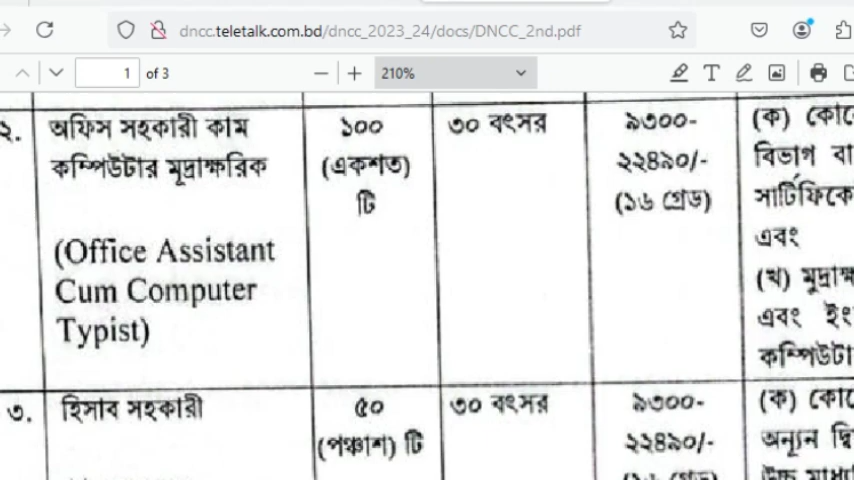 dncc.teletalk.com.bd/dncc_2023_24/docs/DNCC_2nd.pdf
1 of 3
210%
২. অফিস সহকারী কাম ১০০ ৩০ বৎসর ৯৩০০- (ক)
কম্পিউটার মুদ্রাক্ষরিক (একশত) ২২৪৯০/- বিভাগ বা
টি (১৬ গ্রেড)
(Office Assistant এবং
Cum Computer (খ)
Typist) এবং
৩. হিসাব সহকারী ৫০ ৩০ বৎসর ৯৩০০- (ক)
(পঞ্চাশ) টি ২২৪৯০/- অন্যূন